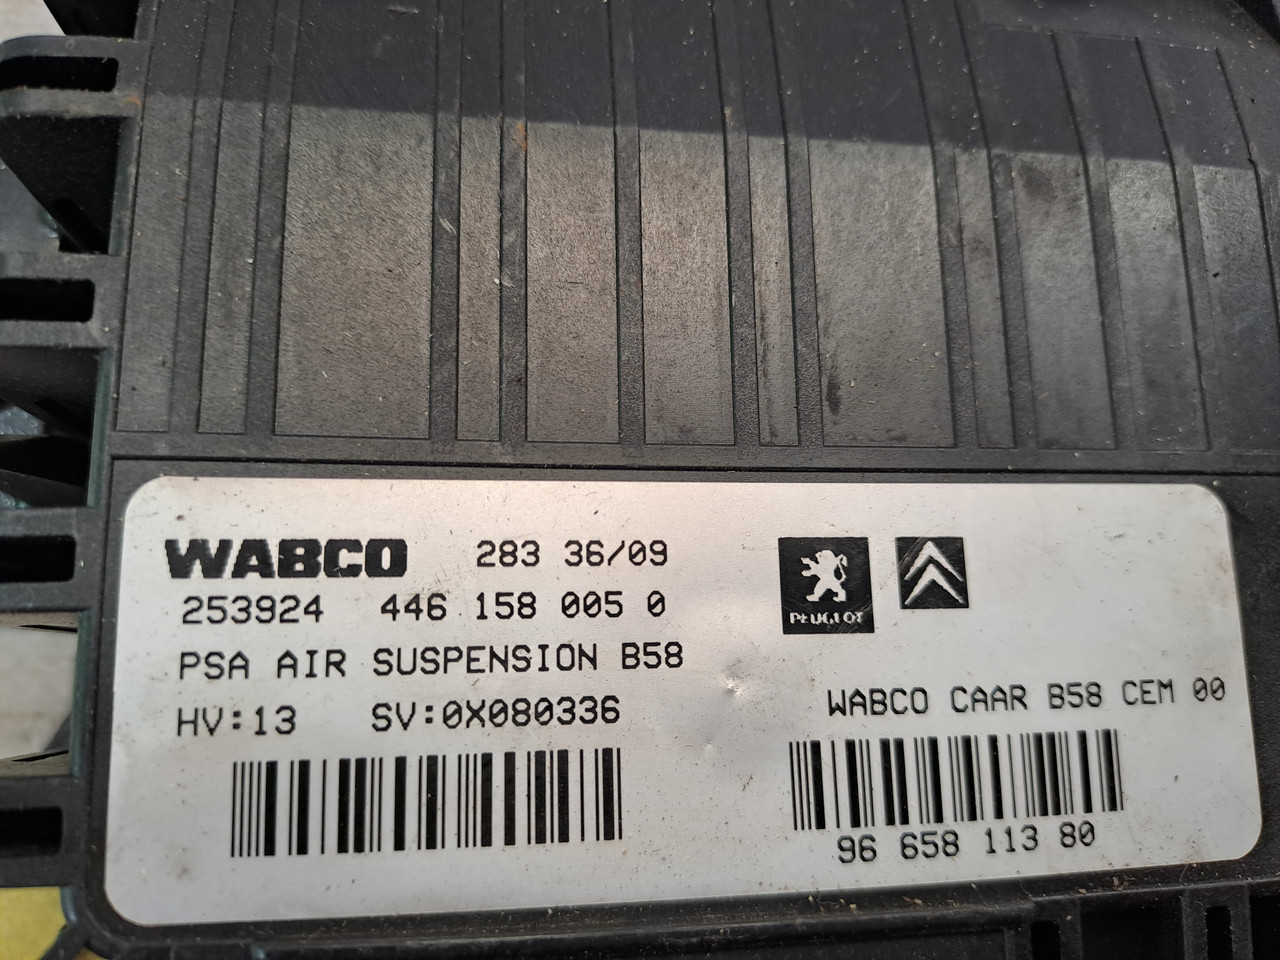 WABCO 283 36/09
253924 446 158 005 0
PSA AIR SUSPENSION B58
HV:13 SV:0X080336
PEUGEOT
WABCO CAAR B58 CEM 00
96 658 113 80